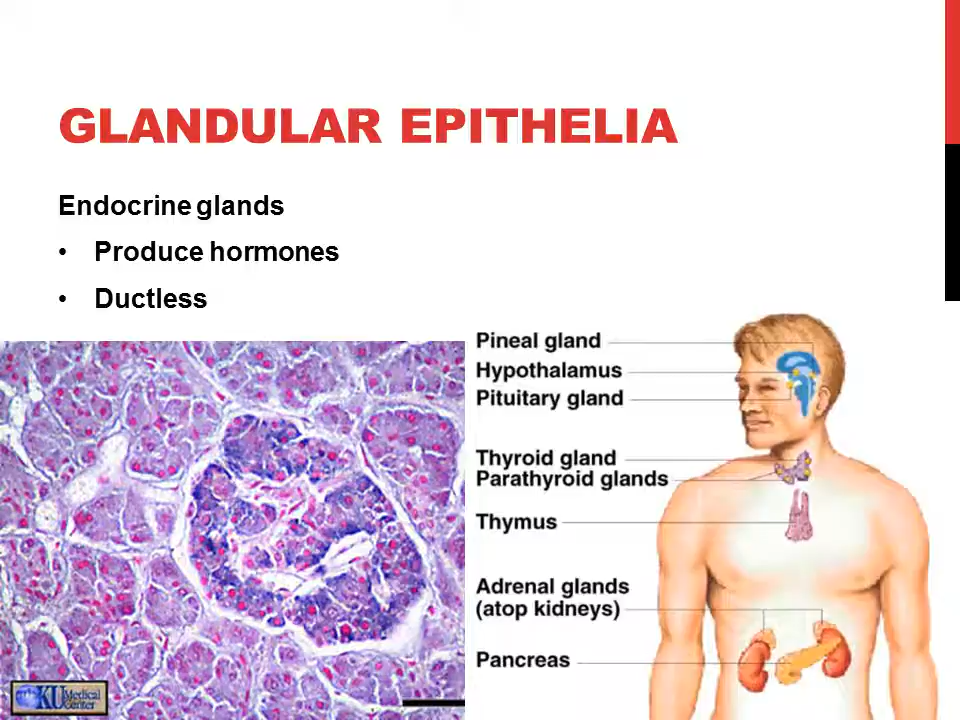 GLANDULAR EPITHELIA
Endocrine glands
• Produce hormones
• Ductless
Pineal gland
Hypothalamus
Pituitary gland
Thyroid gland
Parathyroid glands
Thymus
Adrenal glands
(atop kidneys)
Pancreas
KU Medical
Center